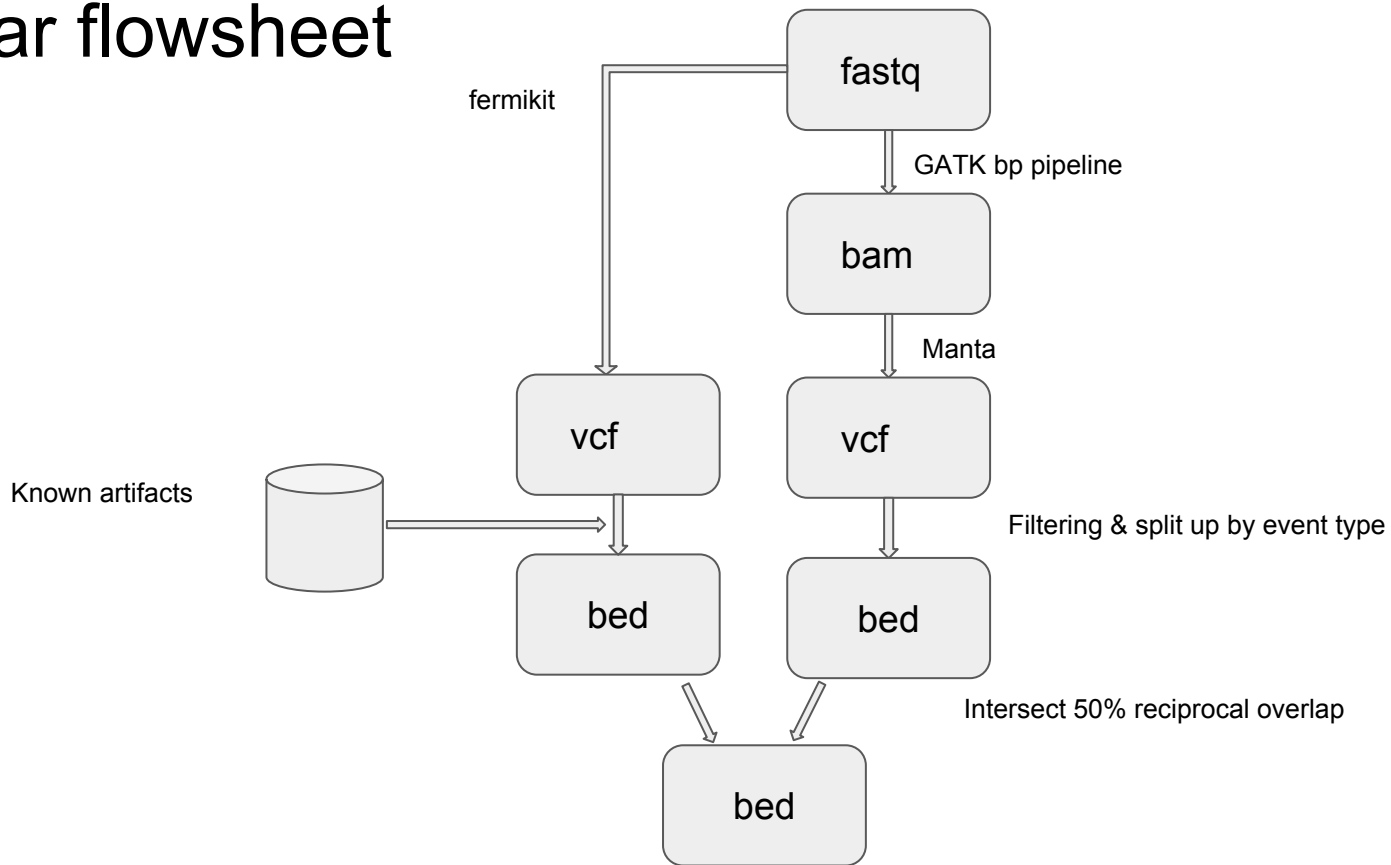 ar flowsheet
fastq
fermikit
GATK bp pipeline
bam
Manta
vcf
vcf
Known artifacts
Filtering & split up by event type
bed
bed
Intersect 50% reciprocal overlap
bed